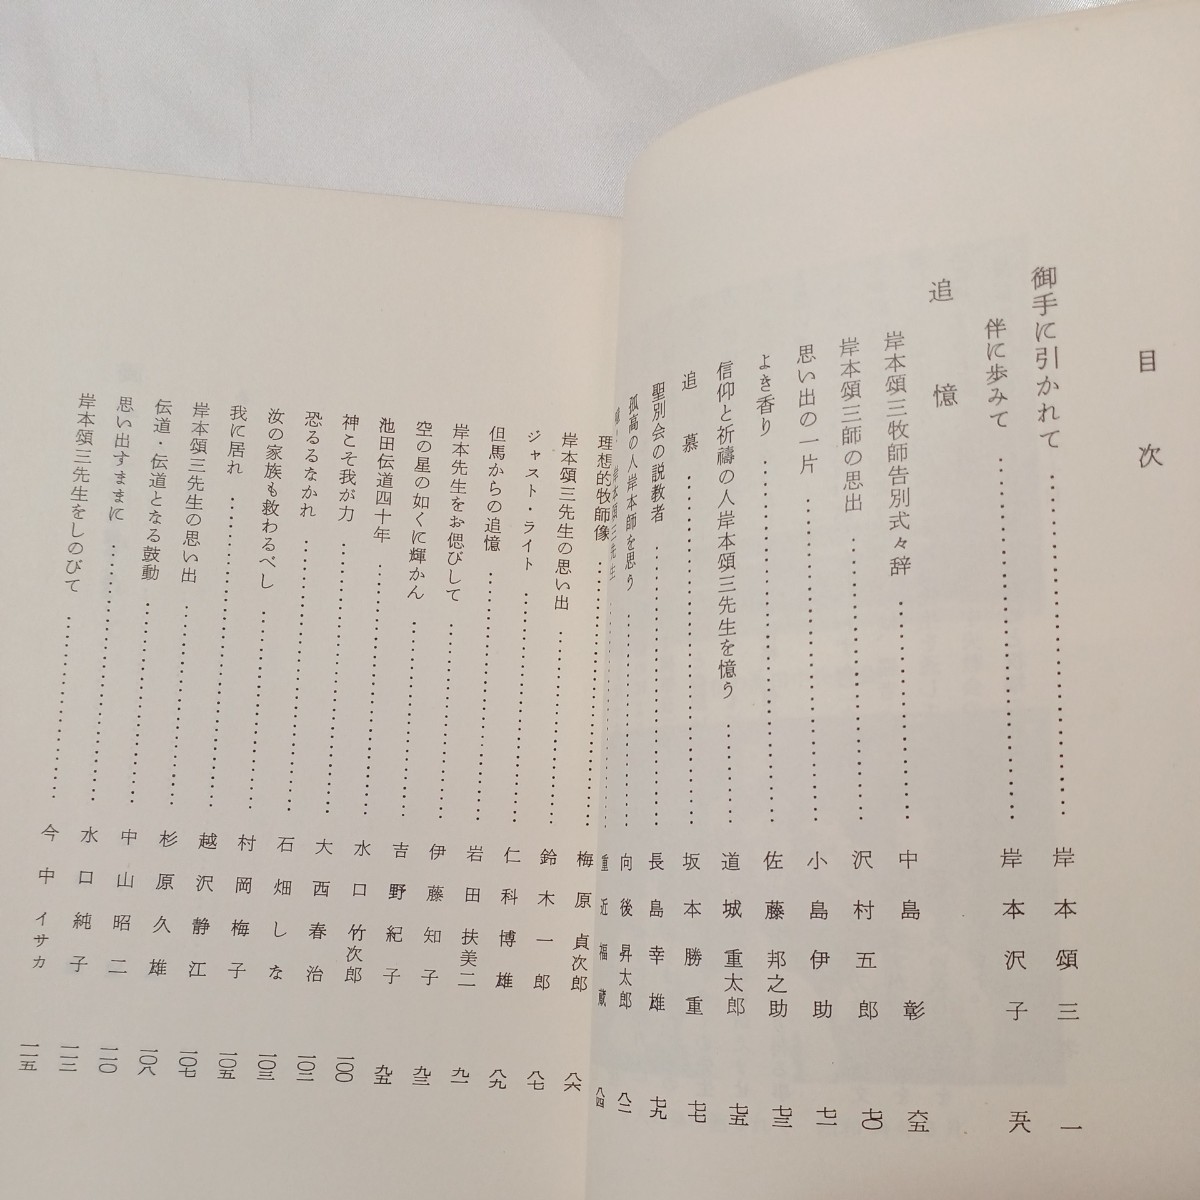 目次
御手に引かれて……………岸本頌三 一
伴に歩みて……………岸本沢子 五八
追憶
岸本頌三牧師告別式々辞……………中島彰 六五
岸本頌三師の思出……………沢村五郎 七〇
思い出の一片……………小島伊助 七一
よき香り……………佐藤邦之助 七三
信仰と祈禱の人岸本頌三先生を憶う……………道城重太郎 七五
追慕……………坂本勝重 七七
聖別会の説教者……………長島幸雄 七九
孤高の人岸本師を思う……………向後昇太郎 八二
岸本頌三先生……………重近福蔵 八四
理想的牧師像……………梅原貞次郎 八六
岸本頌三先生の思い出……………鈴木一郎 八七
ジャスト・ライト……………仁科博雄 八九
但馬からの追憶……………岩田扶美二 九一
岸本先生をお偲びして……………伊藤知子 九三
空の星の如くに輝かん……………吉野紀子 九五
池田伝道四十年……………水口竹次郎 一〇〇
神こそ我が力……………大西春治 一〇二
恐るるなかれ……………石畑しな 一〇三
汝の家族も救わるべし……………村岡梅子 一〇五
我に居れ……………越沢静江 一〇七
岸本頌三先生の思い出……………杉原久雄 一〇八
伝道・伝道となる鼓動……………中山昭二 一一〇
思い出すままに……………水口純子 一一三
岸本頌三先生をしのびて……………今中イサカ 一一五